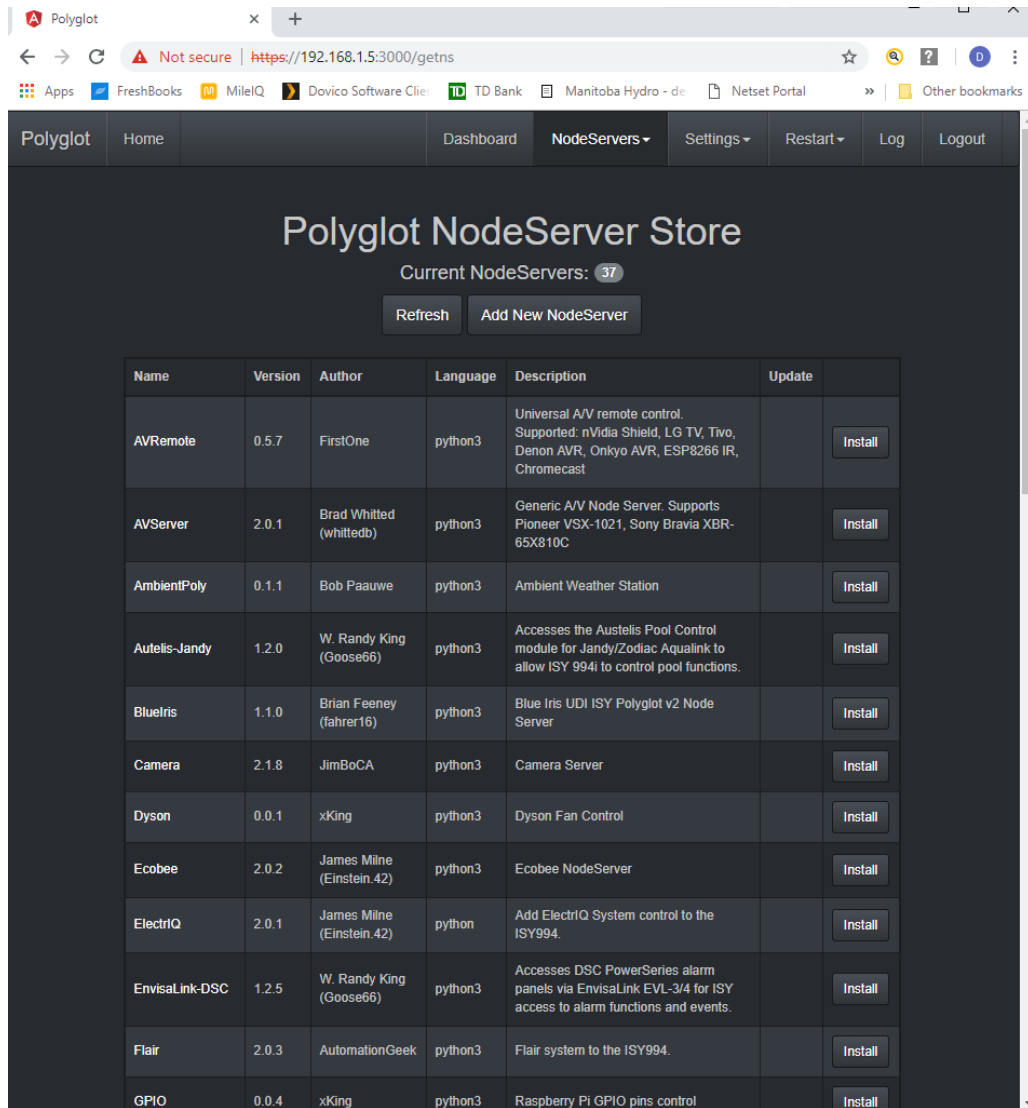 Polyglot
Not secure | https://192.168.1.5:3000/getns
D
Apps FreshBooks MileIQ Dovico Software Clie TD Bank Manitoba Hydro - de Netset Portal » Other bookmarks
Polyglot Home Dashboard NodeServers Settings Restart Log Logout
Polyglot NodeServer Store
Current NodeServers: 37
Refresh Add New NodeServer
Name Version Author Language Description Update
AVRemote 0.5.7 FirstOne python3 Universal A/V remote control.
Supported: nVidia Shield, LG TV, Tivo,
Denon AVR, Onkyo AVR, ESP8266 IR,
Chromecast
Install
AVServer 2.0.1 Brad Whitted
(whittedb)
python3 Generic A/V Node Server. Supports
Pioneer VSX-1021, Sony Bravia XBR-
65X810C
Install
AmbientPoly 0.1.1 Bob Paauwe python3 Ambient Weather Station Install
Autelis-Jandy 1.2.0 W. Randy King
(Goose66)
python3 Accesses the Austelis Pool Control
module for Jandy/Zodiac Aqualink to
allow ISY 994i to control pool functions.
Install
BlueIris 1.1.0 Brian Feeney
(fahrer16)
python3 Blue Iris UDI ISY Polyglot v2 Node
Server
Install
Camera 2.1.8 JimBoCA python3 Camera Server Install
Dyson 0.0.1 xKing python3 Dyson Fan Control Install
Ecobee 2.0.2 James Milne
(Einstein.42)
python3 Ecobee NodeServer Install
ElectrIQ 2.0.1 James Milne
(Einstein.42)
python Add ElectrIQ System control to the
ISY994.
Install
EnvisaLink-DSC 1.2.5 W. Randy King
(Goose66)
python3 Accesses DSC PowerSeries alarm
panels via EnvisaLink EVL-3/4 for ISY
access to alarm functions and events.
Install
Flair 2.0.3 AutomationGeek python3 Flair system to the ISY994. Install
GPIO 0.0.4 xKing python3 Raspberry Pi GPIO pins control Install